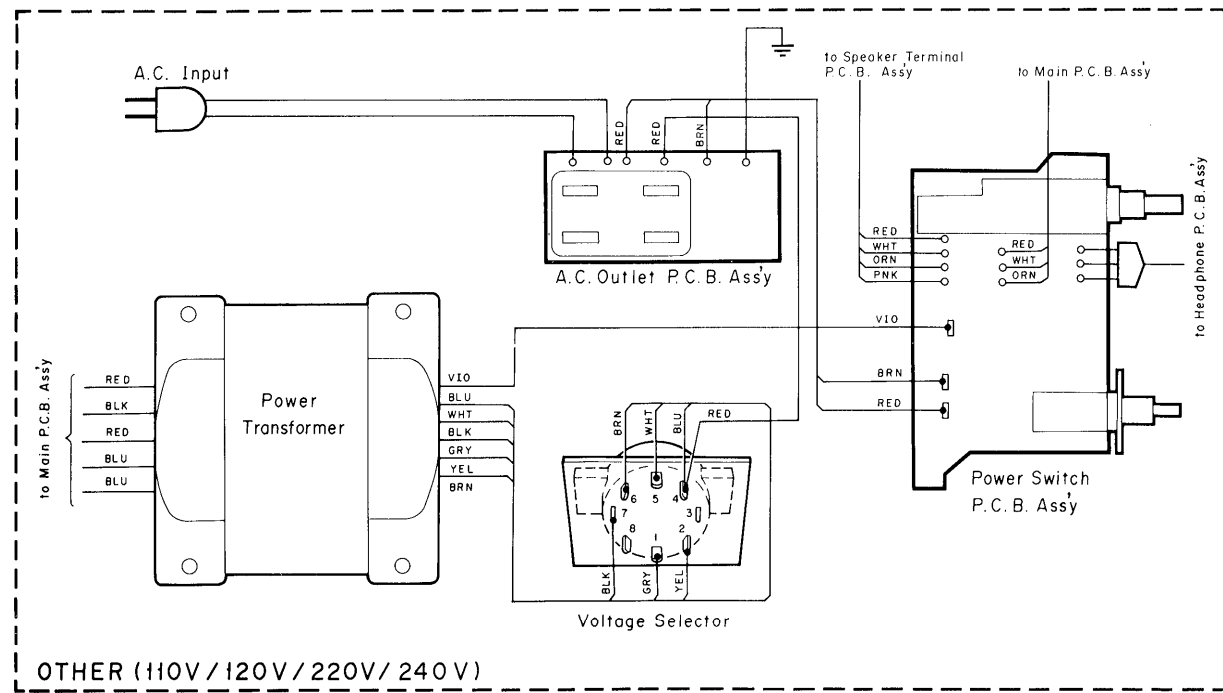 A.C. Input
to Speaker Terminal
P.C.B. Ass'y
to Main P.C.B. Ass'y
RED
RED
BRN
A.C. Outlet P.C.B. Ass'y
RED
WHT
ORN
PNK
RED
WHT
ORN
to Headphone P.C.B. Ass'y
VIO
BRN
RED
Power Switch
P.C.B. Ass'y
to Main P.C.B. Ass'y
RED
BLK
RED
BLU
BLU
Power
Transformer
VIO
BLU
WHT
BLK
GRY
YEL
BRN
BRN
WHT
BLU
RED
6
5
4
7
3
8
1
2
BLK
GRY
YEL
Voltage Selector
OTHER (110V/120V/220V/240V)